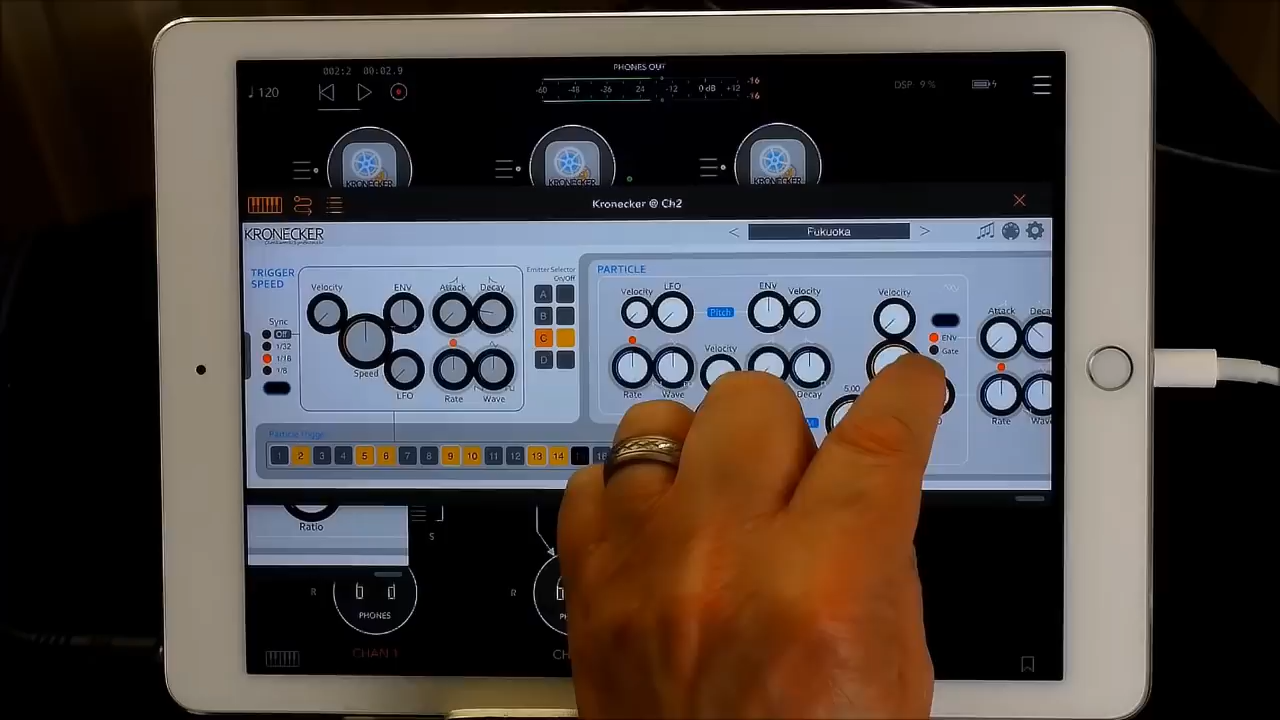 002:2 00:02.9
PHONES OUT
♩120
-60 -48 -36 24 -12 0 dB +12
-16
-16
DSP 9 %
KRONECKER
KRONECKER
KRONECKER
Kronecker @ Ch2
KRONECKER
<
Fukuoka
>
TRIGGER
SPEED
Velocity
ENV
Attack
Decay
Emitter Selector
On/Off
A
B
C
D
Sync
Off
1/32
1/16
1/8
Speed
LFO
Rate
Wave
PARTICLE
Velocity
LFO
Pitch
ENV
Velocity
Velocity
ENV
Gate
Attack
Rate
Wave
Velocity
Decay
5.00
Rate
Wave
1 2 3 4 5 6 7 8 9 10 11 12 13 14
Ratio
S
R
PHONES
R
CHAN 1